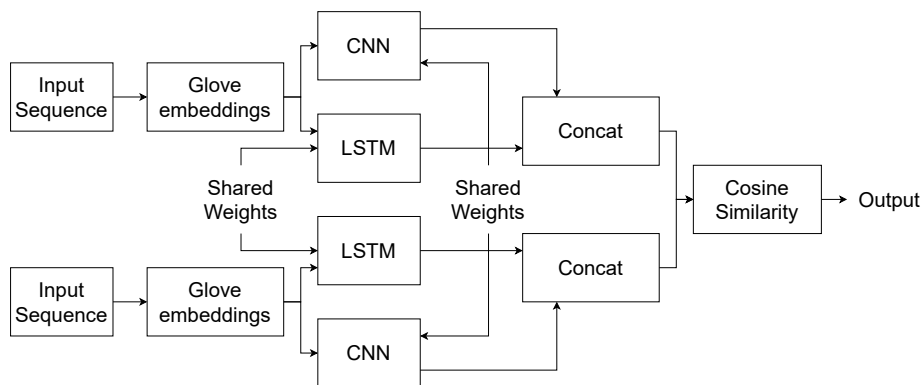 CNN
Input
Sequence
Glove
embeddings
LSTM
Concat
Shared
Weights
Shared
Weights
Cosine
Similarity
Output
LSTM
Concat
Input
Sequence
Glove
embeddings
CNN